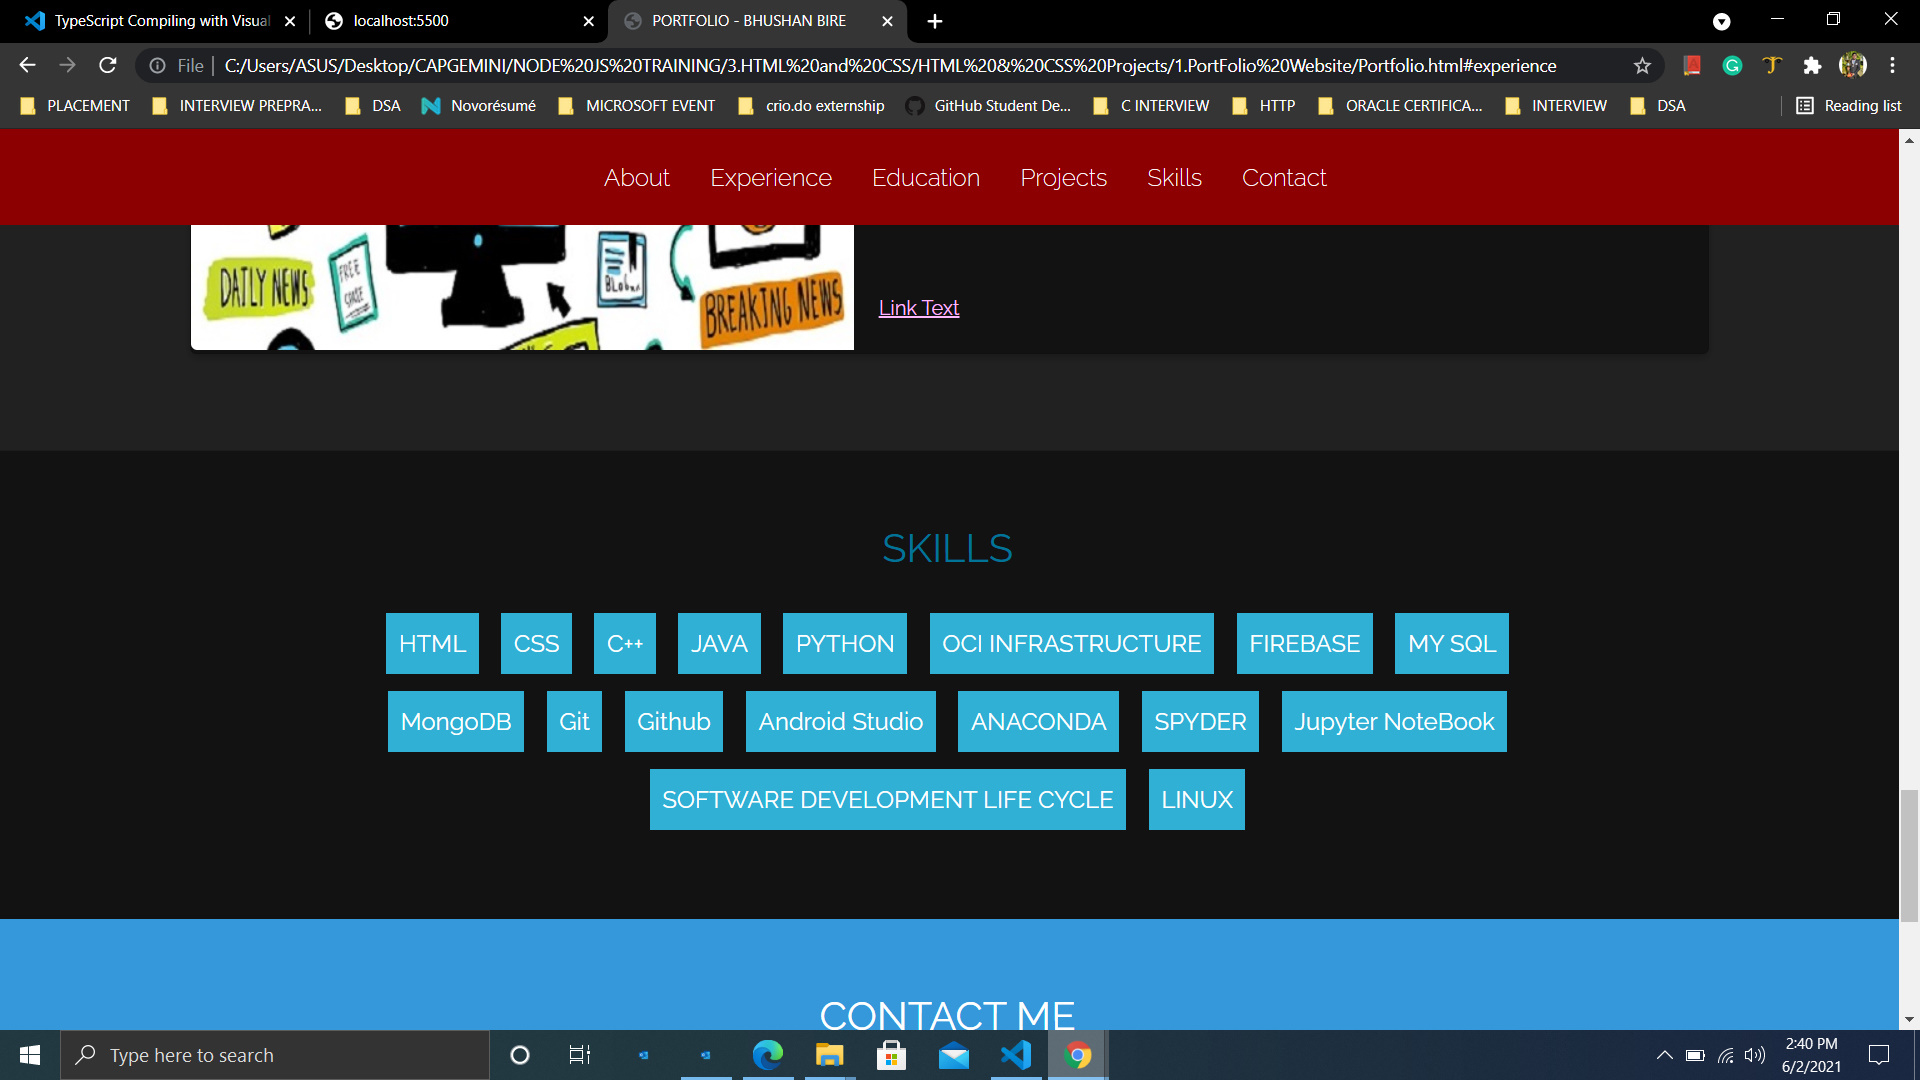 TypeScript Compiling with Visual
localhost:5500
PORTFOLIO - BHUSHAN BIRE
File
C:/Users/ASUS/Desktop/CAPGEMINI/NODE%20JS%20TRAINING/3.HTML%20and%20CSS/HTML%20&%20CSS%20Projects/1.PortFolio%20Website/Portfolio.html#experience
PLACEMENT
INTERVIEW PREPRA...
DSA
Novorésumé
MICROSOFT EVENT
crio.do externship
GitHub Student De...
C INTERVIEW
HTTP
ORACLE CERTIFICA...
INTERVIEW
DSA
Reading list
About
Experience
Education
Projects
Skills
Contact
DAILY NEWS
FREE
BREAKING NEWS
Link Text
SKILLS
HTML
CSS
C++
JAVA
PYTHON
OCI INFRASTRUCTURE
FIREBASE
MY SQL
MongoDB
Git
Github
Android Studio
ANACONDA
SPYDER
Jupyter NoteBook
SOFTWARE DEVELOPMENT LIFE CYCLE
LINUX
CONTACT ME
Type here to search
2:40 PM
6/2/2021